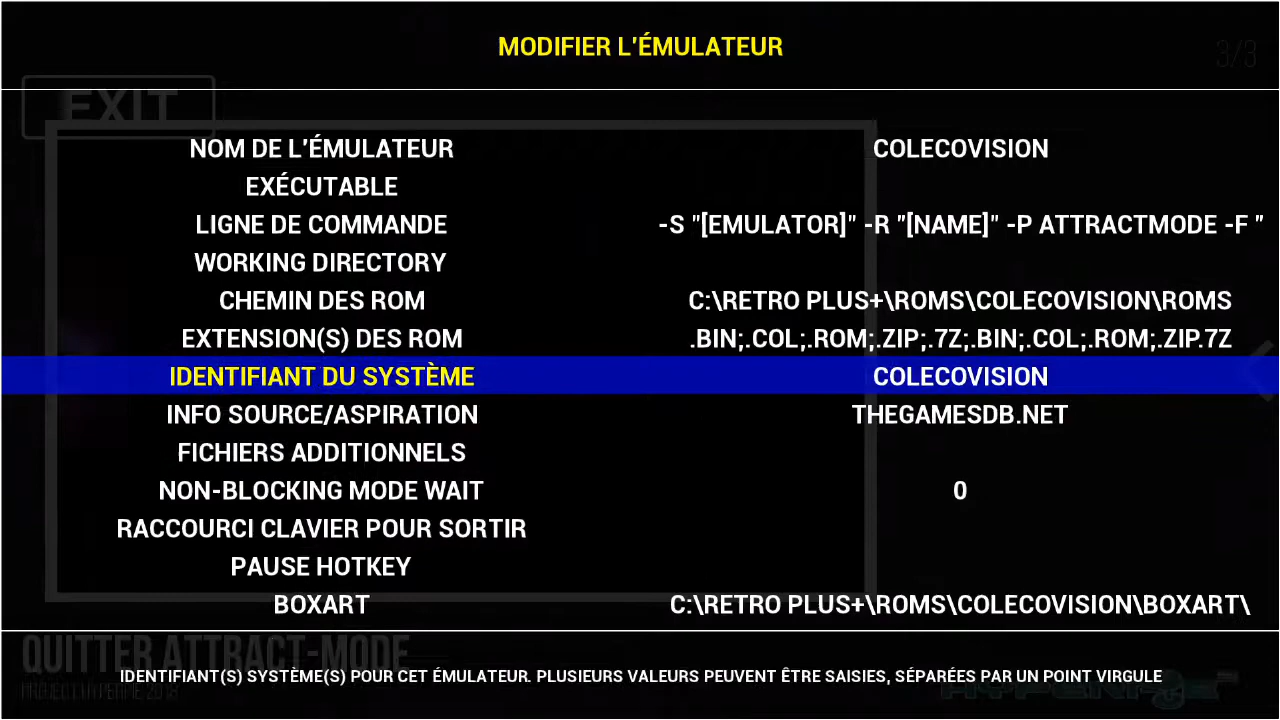 MODIFIER L'ÉMULATEUR
3/3
EXIT
NOM DE L'ÉMULATEUR COLECOVISION
EXÉCUTABLE
LIGNE DE COMMANDE -S "[EMULATOR]" -R "[NAME]" -P ATTRACTMODE -F "
WORKING DIRECTORY
CHEMIN DES ROM C:\RETRO PLUS+\ROMS\COLECOVISION\ROMS
EXTENSION(S) DES ROM .BIN;.COL;.ROM;.ZIP;.7Z;.BIN;.COL;.ROM;.ZIP.7Z
IDENTIFIANT DU SYSTÈME COLECOVISION
INFO SOURCE/ASPIRATION THEGAMESDB.NET
FICHIERS ADDITIONNELS
NON-BLOCKING MODE WAIT 0
RACCOURCI CLAVIER POUR SORTIR
PAUSE HOTKEY
BOXART C:\RETRO PLUS+\ROMS\COLECOVISION\BOXART\
QUITTER ATTRACT-MODE
IDENTIFIANT(S) SYSTÈME(S) POUR CET ÉMULATEUR. PLUSIEURS VALEURS PEUVENT ÊTRE SAISIES, SÉPARÉES PAR UN POINT VIRGULE